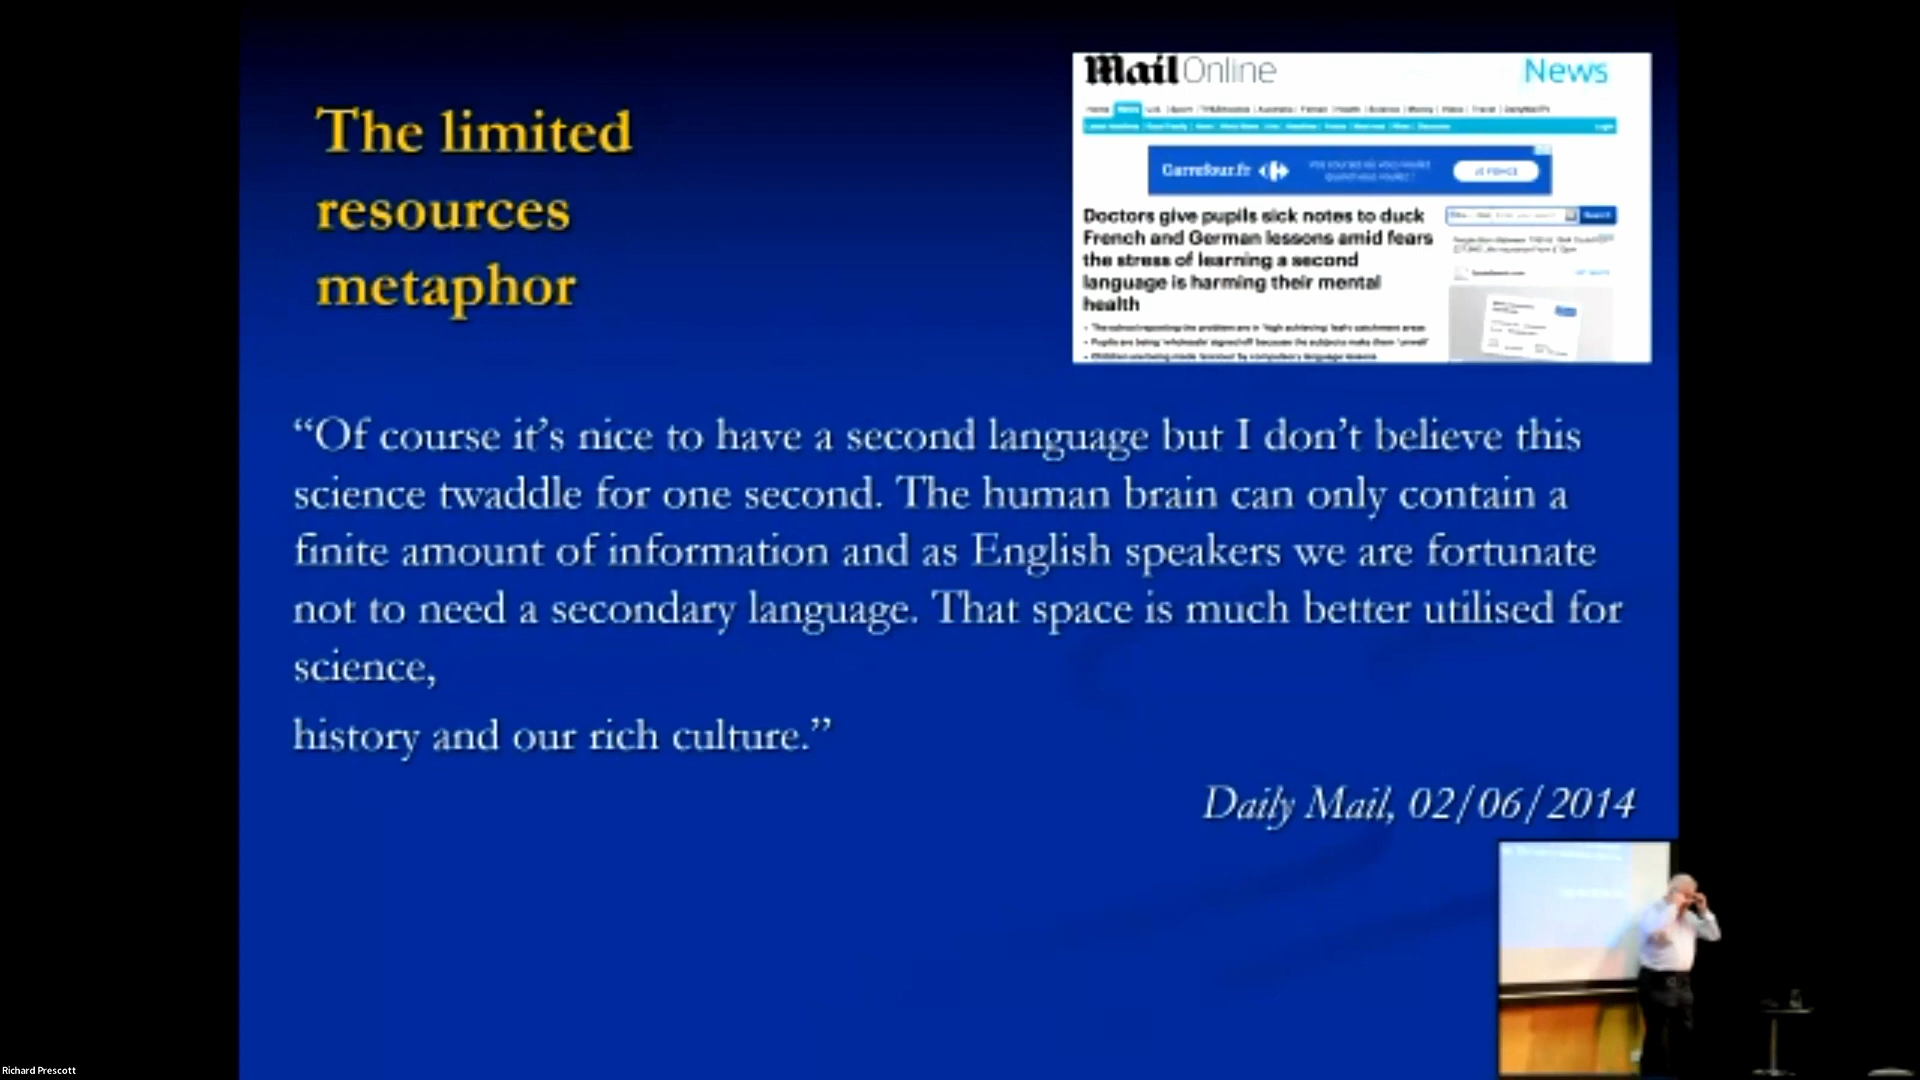 The limited
resources
metaphor
Mail Online
News
Carrefour.fr
Doctors give pupils sick notes to duck
French and German lessons amid fears
the stress of learning a second
language is harming their mental
health
“Of course it’s nice to have a second language but I don’t believe this
science twaddle for one second. The human brain can only contain a
finite amount of information and as English speakers we are fortunate
not to need a secondary language. That space is much better utilised for
science,
history and our rich culture.”
Daily Mail, 02/06/2014
Richard Prescott